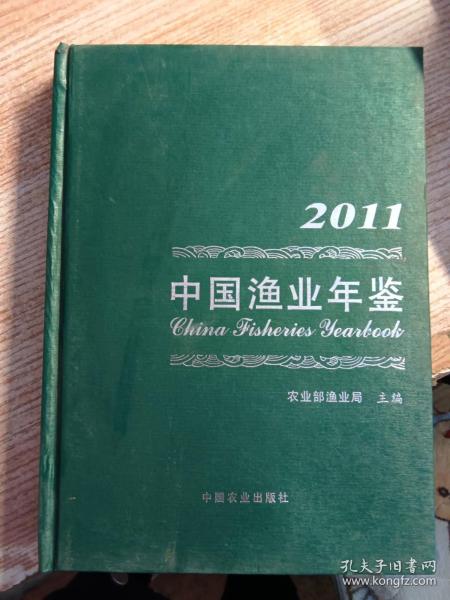 2011
中国渔业年鉴
China Fisheries Yearbook
农业部渔业局 主编
中国农业出版社
孔夫子旧书网
www.kongfz.com